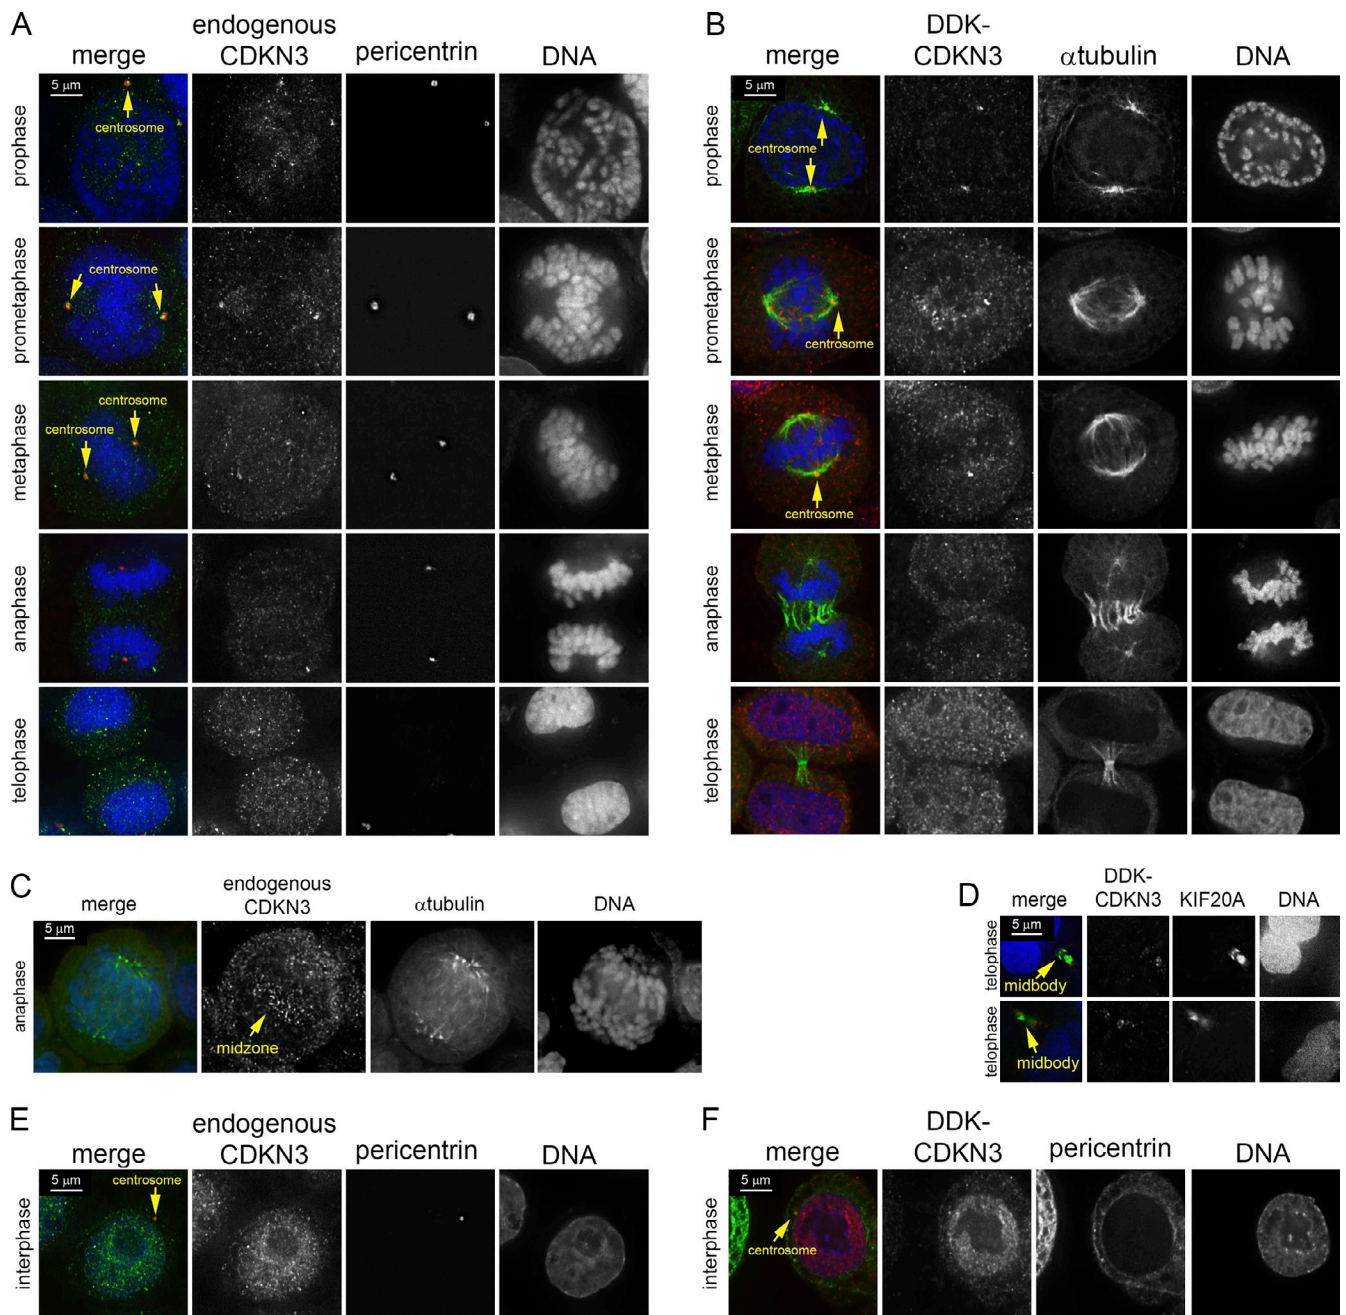 A
merge
endogenous
CDKN3
pericentrin
DNA
prophase
5 µm
centrosome
prometaphase
centrosome
metaphase
centrosome
centrosome
anaphase
telophase
B
merge
DDK-
CDKN3
αtubulin
DNA
prophase
5 µm
centrosome
prometaphase
centrosome
metaphase
centrosome
anaphase
telophase
C
merge
endogenous
CDKN3
αtubulin
DNA
anaphase
5 µm
midzone
D
merge
DDK-
CDKN3
KIF20A
DNA
telophase
5 µm
midbody
telophase
midbody
E
merge
endogenous
CDKN3
pericentrin
DNA
interphase
5 µm
centrosome
F
merge
DDK-
CDKN3
pericentrin
DNA
interphase
5 µm
centrosome